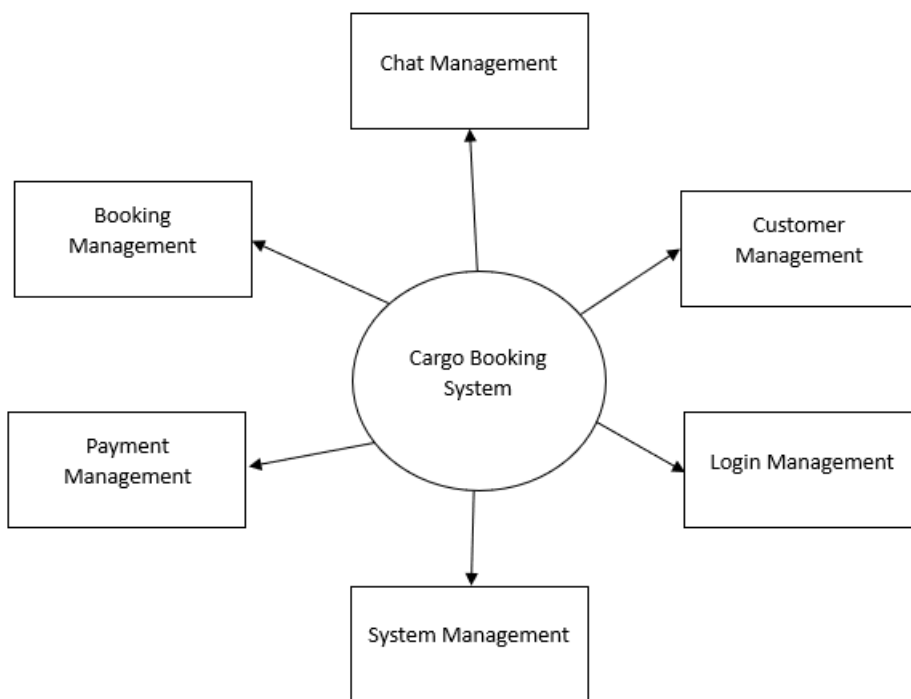 Chat Management
Booking
Management
Customer
Management
Cargo Booking
System
Payment
Management
Login Management
System Management